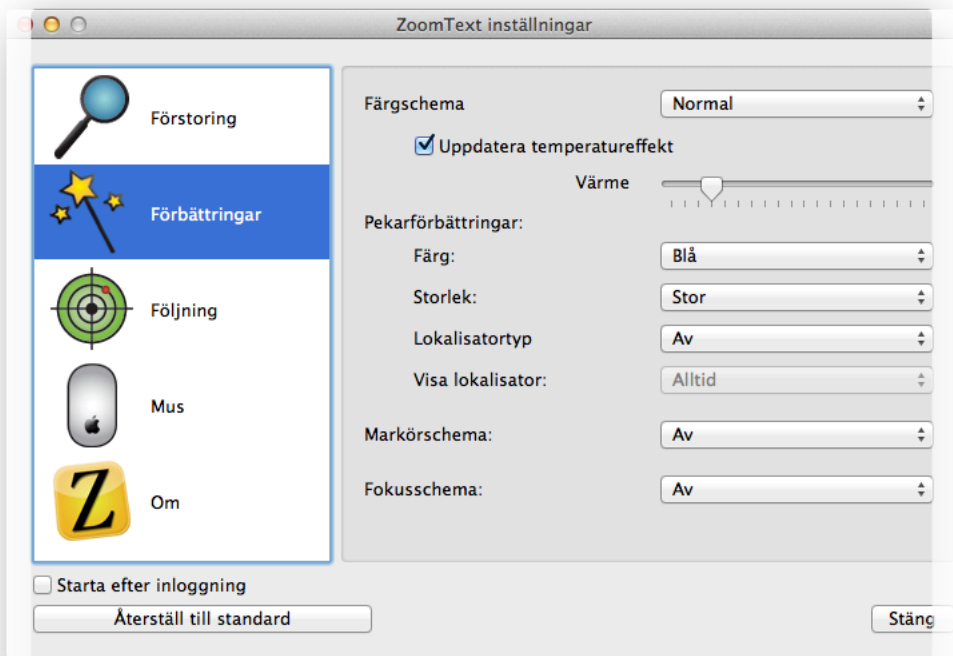 ZoomText inställningar
Förstoring
Förbättringar
Följning
Mus
Z
Om
Färgschema
Normal
Uppdatera temperatureffekt
Värme
Pekarförbättringar:
Färg:
Blå
Storlek:
Stor
Lokalisatortyp
Av
Visa lokalisator:
Alltid
Markörschema:
Av
Fokusschema:
Av
Starta efter inloggning
Återställ till standard
Stäng